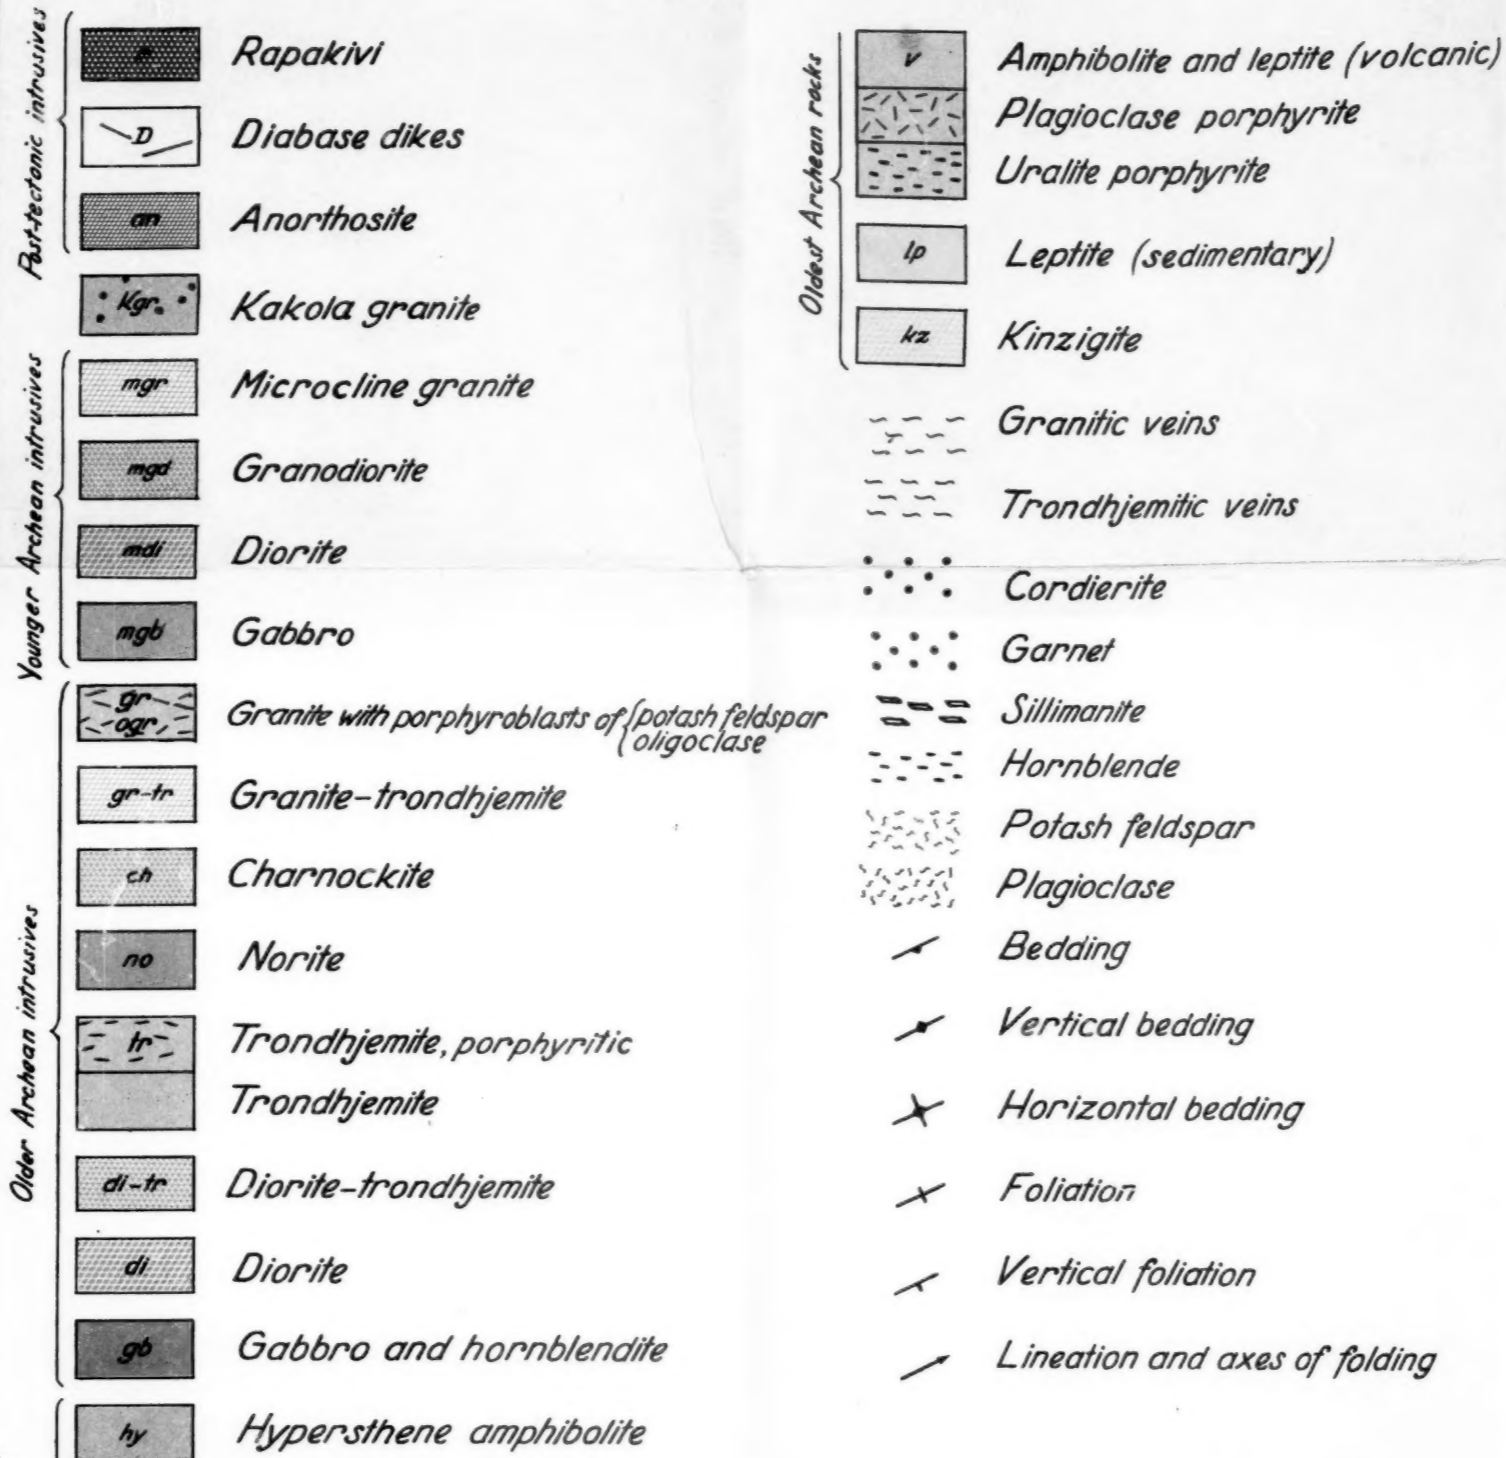 Post-tectonic intrusives
Rapakivi
D Diabase dikes
an Anorthosite
Kgr Kakola granite
Younger Archean intrusives
mgr Microcline granite
mgd Granodiorite
mdi Diorite
mgb Gabbro
Older Archean intrusives
gr
ogr
Granite with porphyroblasts of { potash feldspar
oligoclase
gr-tr Granite-trondhjemite
ch Charnockite
no Norite
tr Trondhjemite, porphyritic
Trondhjemite
di-tr Diorite-trondhjemite
di Diorite
gb Gabbro and hornblendite
hy Hypersthene amphibolite
Oldest Archean rocks
v Amphibolite and leptite (volcanic)
Plagioclase porphyrite
Uralite porphyrite
lp Leptite (sedimentary)
kz Kinzigite
Granitic veins
Trondhjemitic veins
Cordierite
Garnet
Sillimanite
Hornblende
Potash feldspar
Plagioclase
Bedding
Vertical bedding
Horizontal bedding
Foliation
Vertical foliation
Lineation and axes of folding